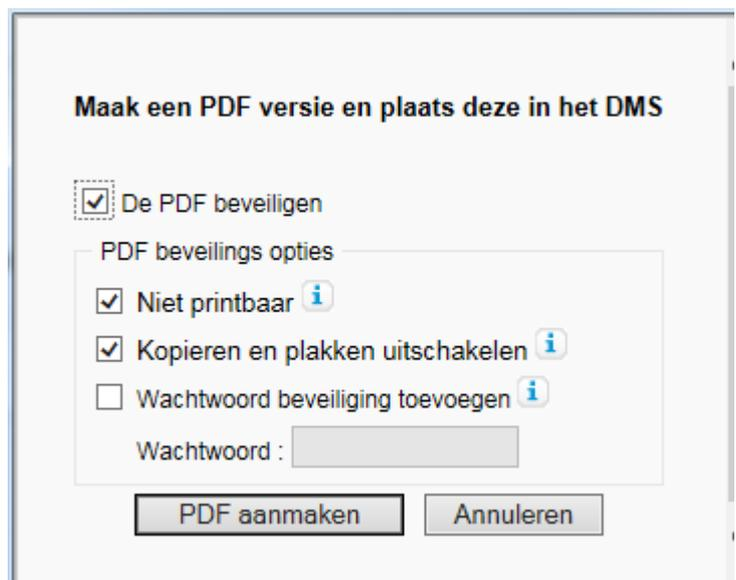 Maak een PDF versie en plaats deze in het DMS
De PDF beveiligen
PDF beveilings opties
Niet printbaar
Kopieren en plakken uitschakelen
Wachtwoord beveiliging toevoegen
Wachtwoord :
PDF aanmaken Annuleren